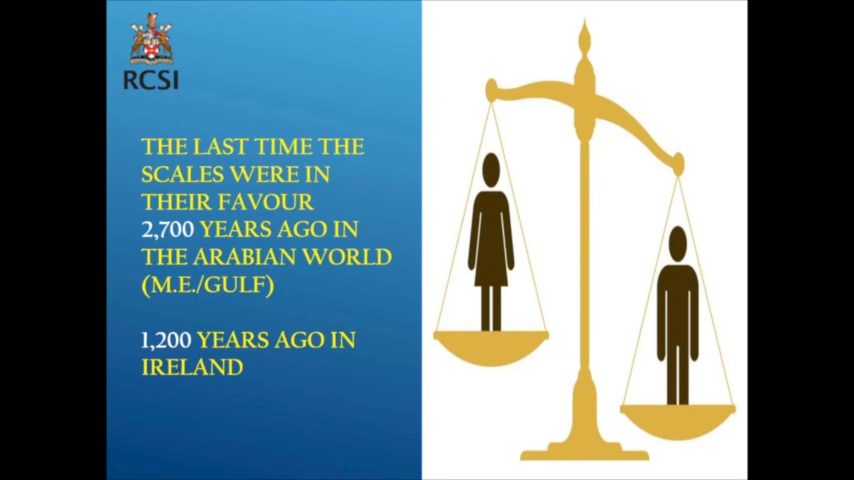 RCSI
THE LAST TIME THE
SCALES WERE IN
THEIR FAVOUR
2,700 YEARS AGO IN
THE ARABIAN WORLD
(M.E./GULF)
1,200 YEARS AGO IN
IRELAND